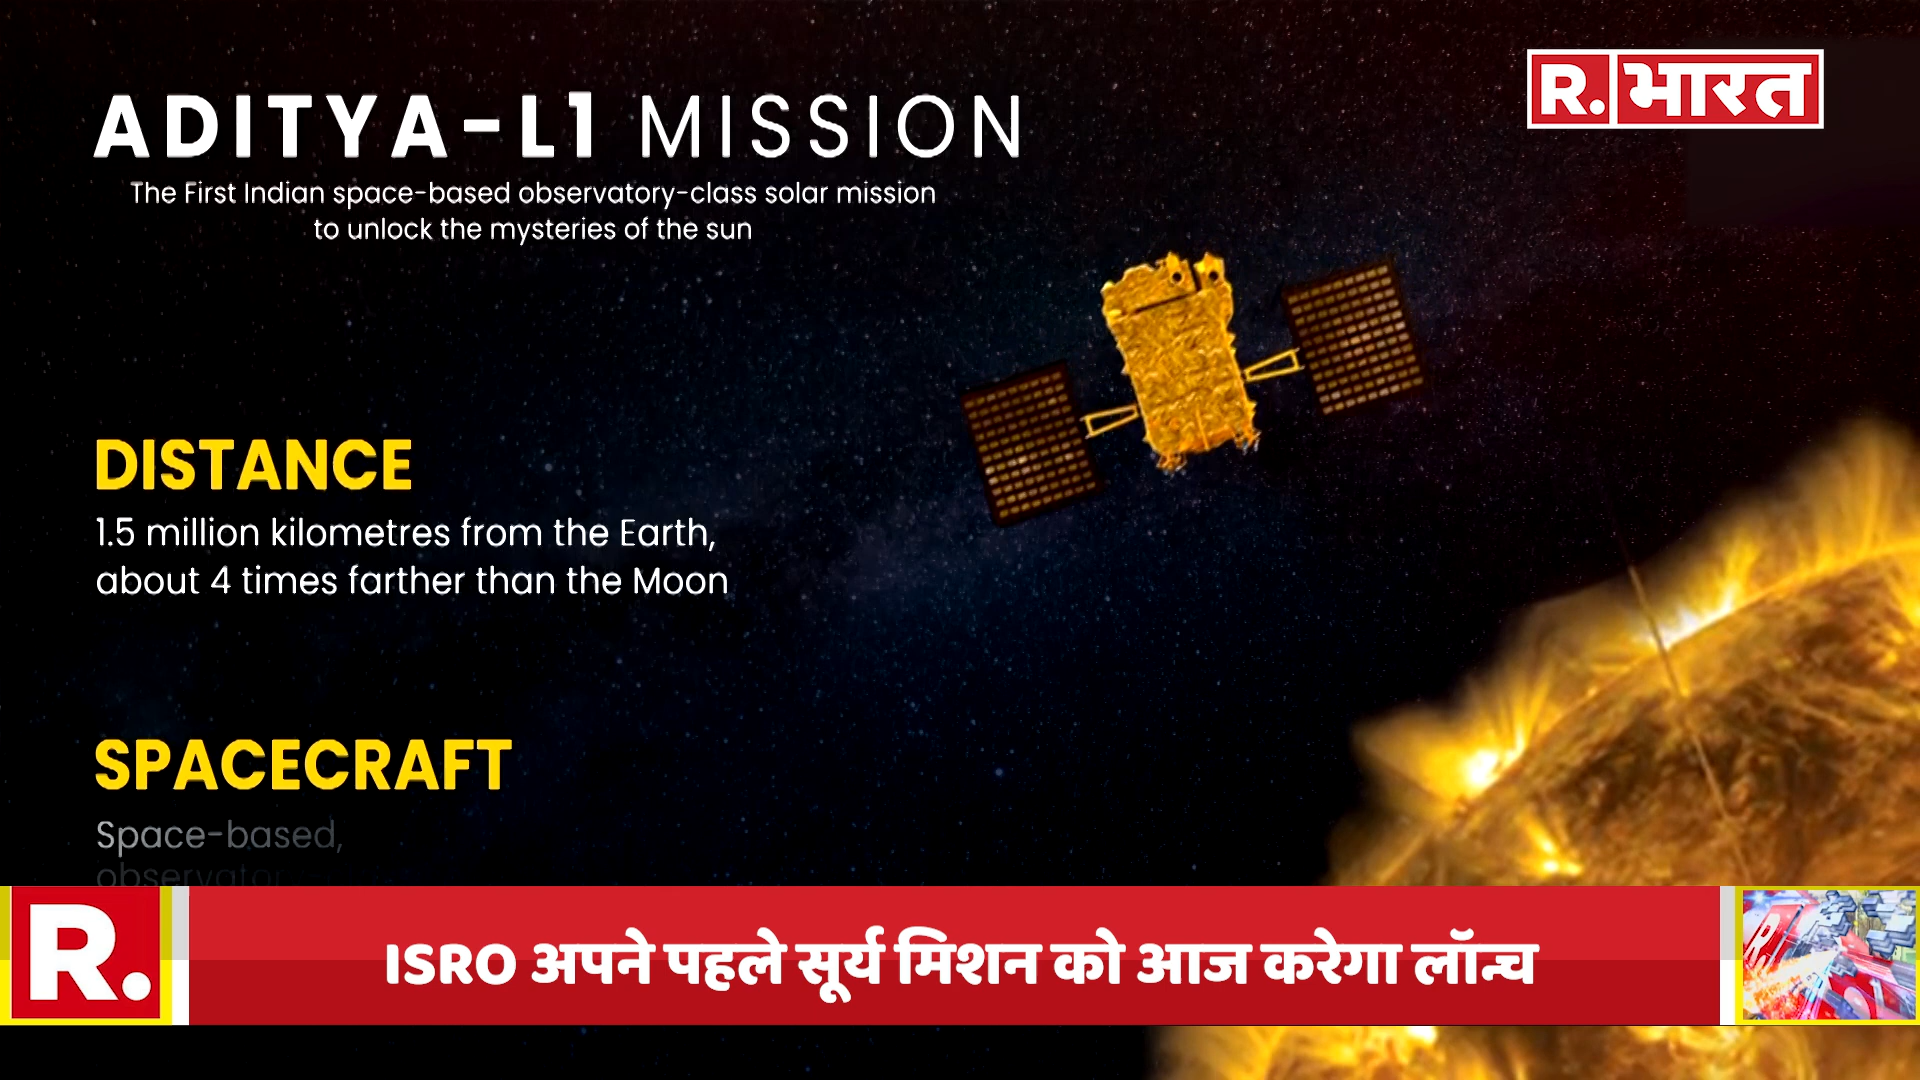 ADITYA-L1 MISSION
The First Indian space-based observatory-class solar mission
to unlock the mysteries of the sun
R. भारत
DISTANCE
1.5 million kilometres from the Earth,
about 4 times farther than the Moon
SPACECRAFT
Space-based,
R.
ISRO अपने पहले सूर्य मिशन को आज करेगा लॉन्च